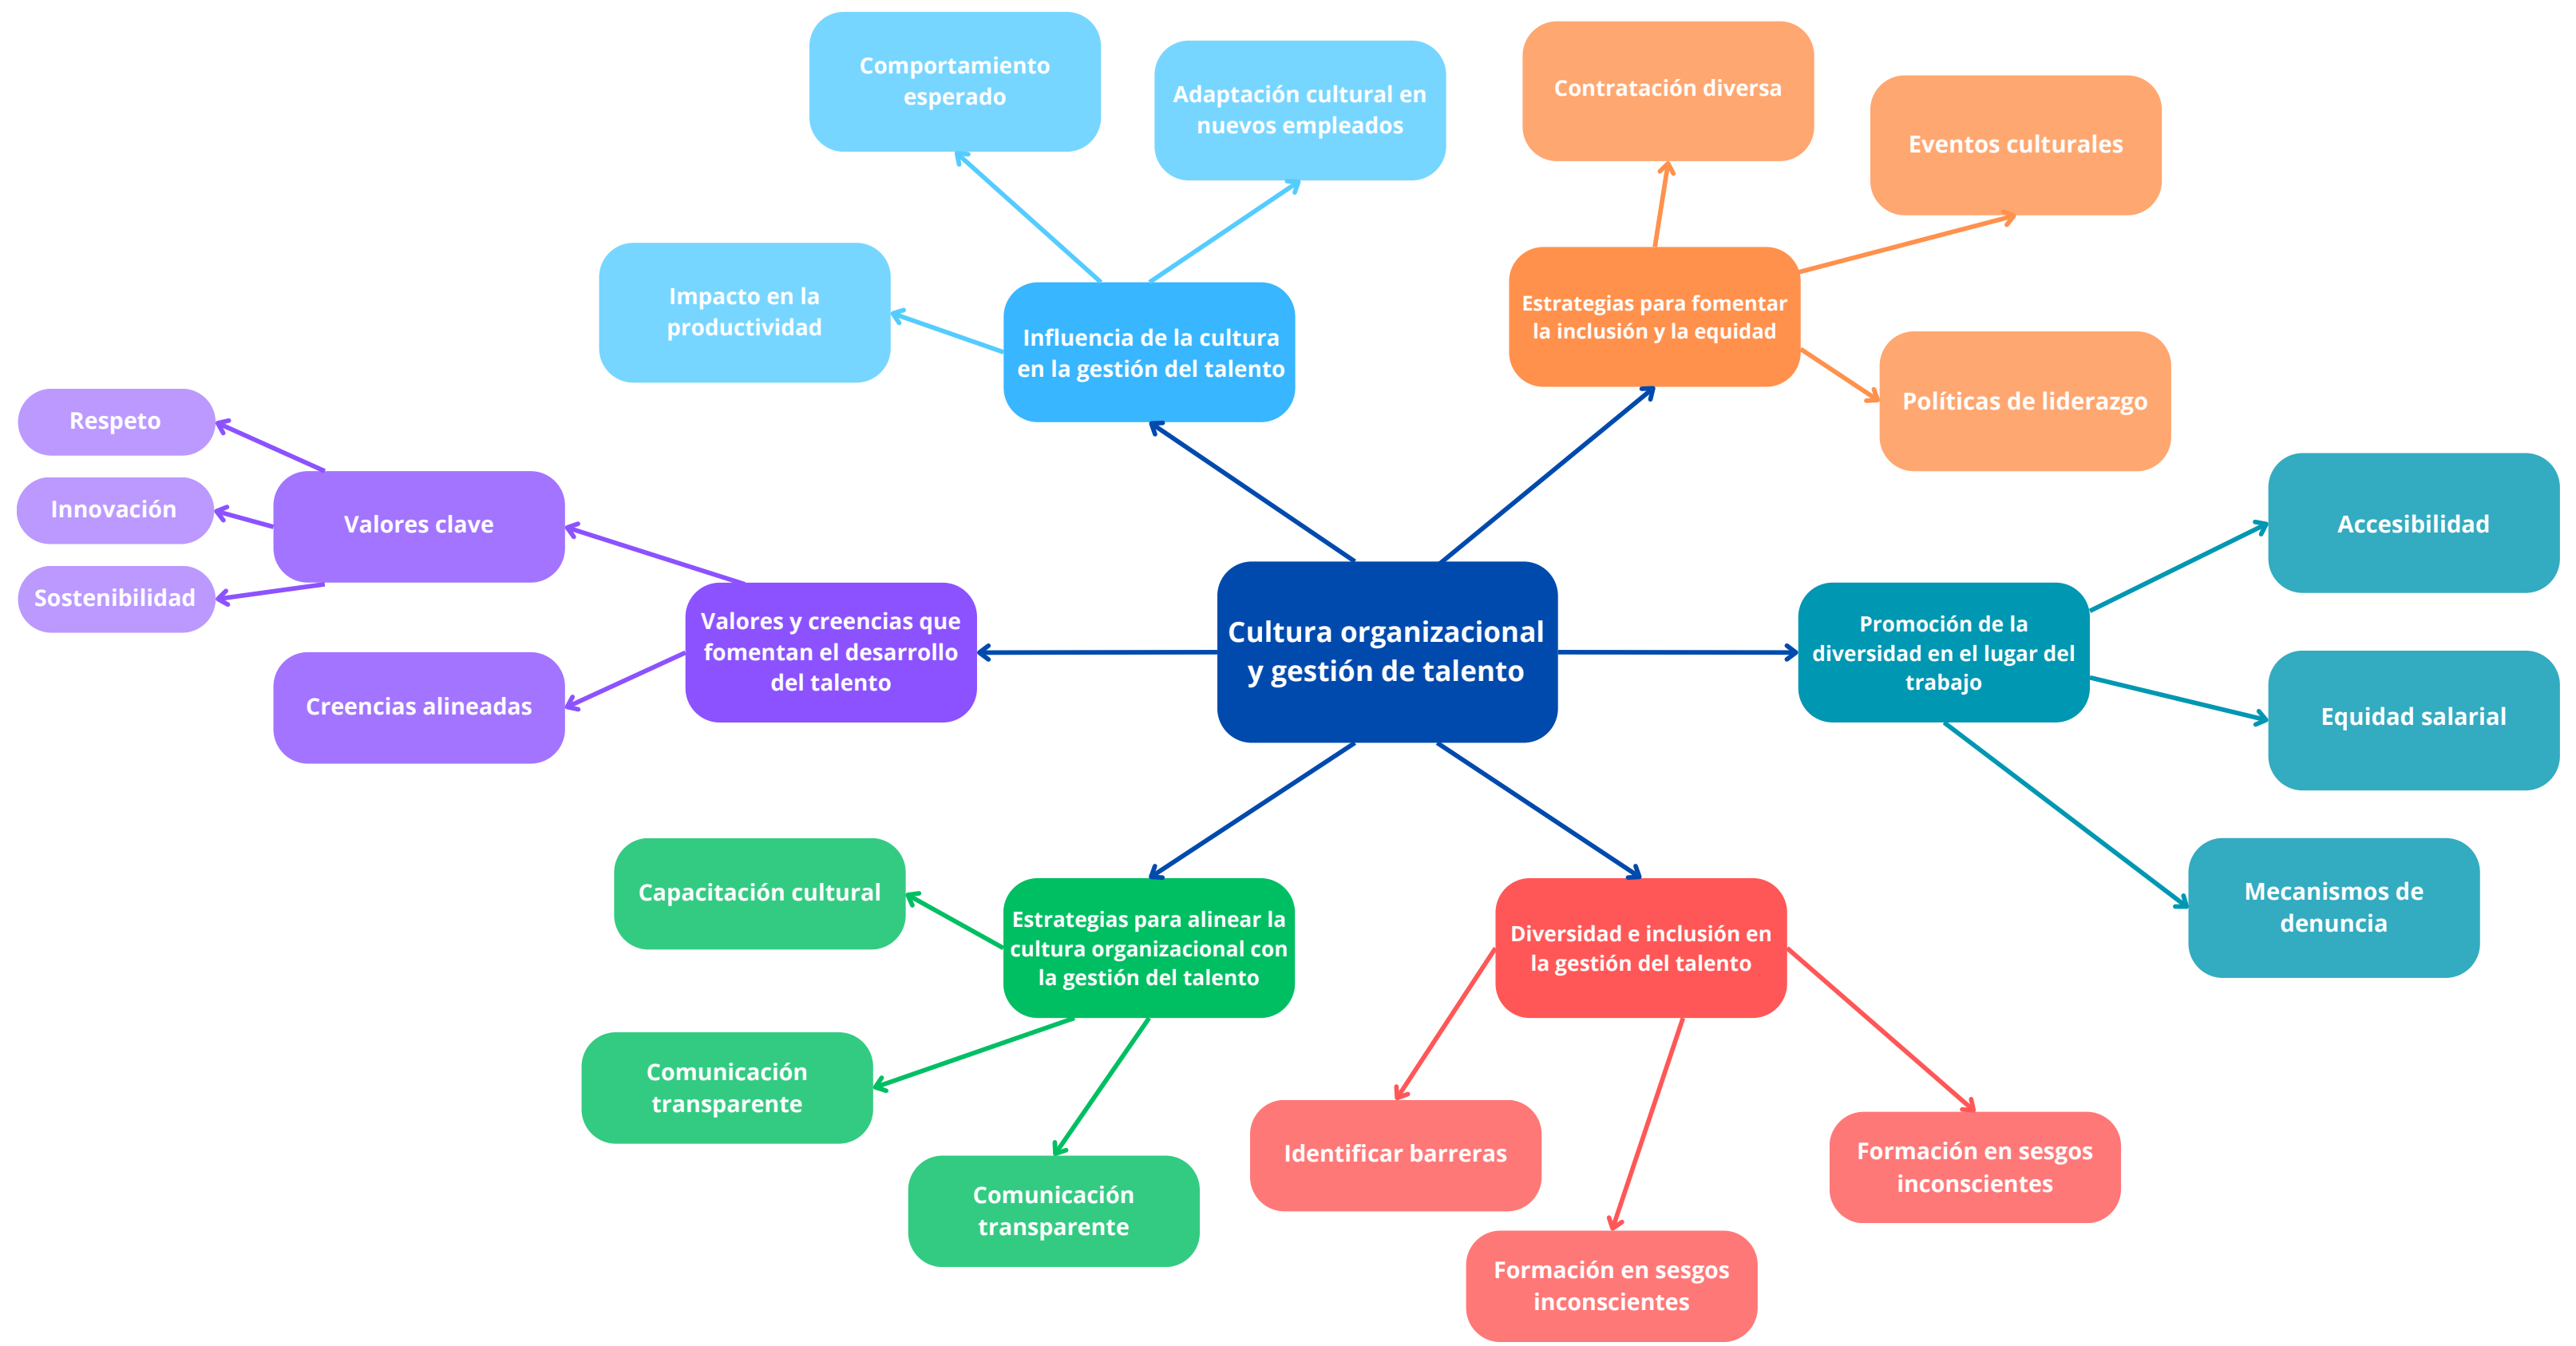 Comportamiento
esperado
Adaptación cultural en
nuevos empleados
Contratación diversa
Eventos culturales
Impacto en la
productividad
Influencia de la cultura
en la gestión del talento
Estrategias para fomentar
la inclusión y la equidad
Políticas de liderazgo
Respeto
Innovación
Sostenibilidad
Valores clave
Creencias alineadas
Valores y creencias que
fomentan el desarrollo
del talento
Cultura organizacional
y gestión de talento
Promoción de la
diversidad en el lugar del
trabajo
Accesibilidad
Equidad salarial
Mecanismos de
denuncia
Capacitación cultural
Estrategias para alinear la
cultura organizacional con
la gestión del talento
Diversidad e inclusión en
la gestión del talento
Comunicación
transparente
Comunicación
transparente
Identificar barreras
Formación en sesgos
inconscientes
Formación en sesgos
inconscientes